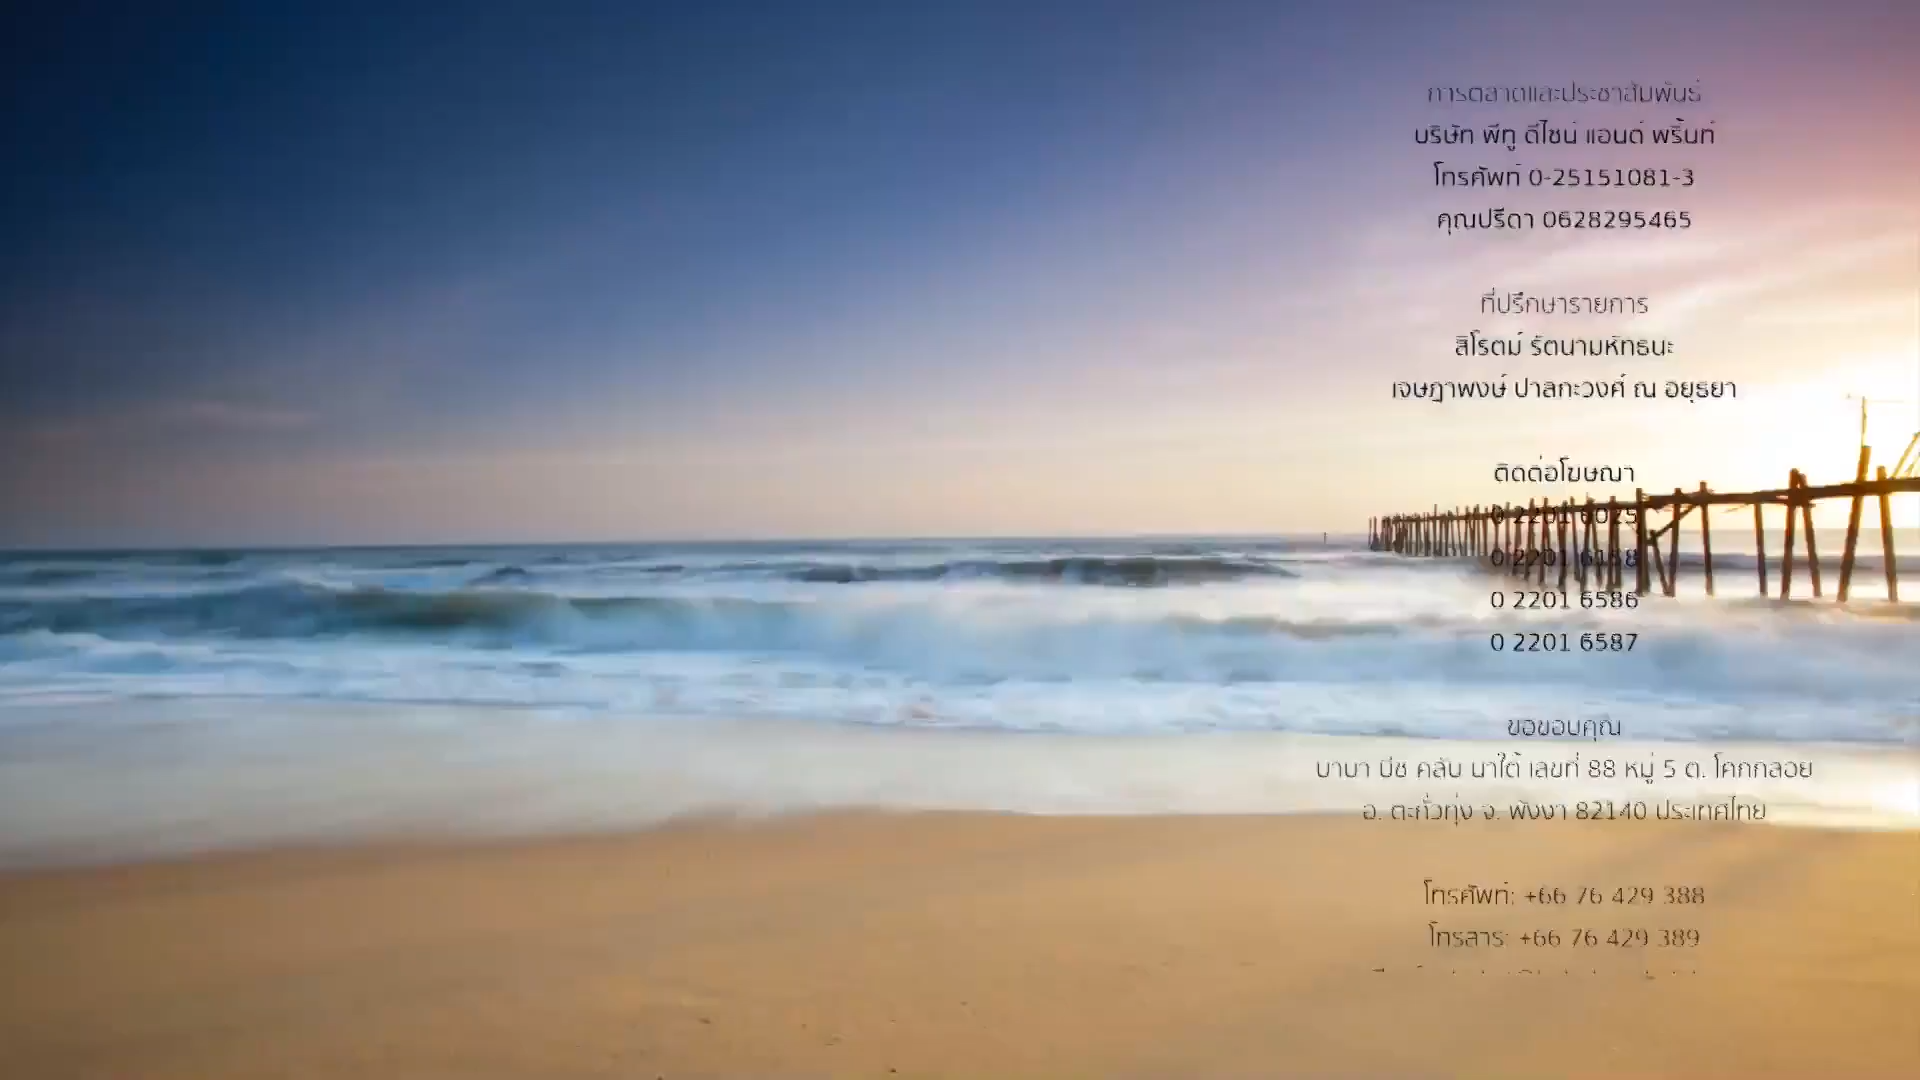 การตลาดและประชาสัมพันธ์
บริษัท พีทู ดีไซน์ แอนด์ พริ้นท์
โทรศัพท์ 0-25151081-3
คุณปรีดา 0628295465
ที่ปรึกษารายการ
สิโรตม์ รัตนามหัทธนะ
เจษฎาพงษ์ ปาลกะวงศ์ ณ อยุธยา
ติดต่อโฆษณา
0 2201 6025
0 2201 6158
0 2201 6586
0 2201 6587
ขอขอบคุณ
บาบา บีช คลับ นาใต้ เลขที่ 88 หมู่ 5 ต. โคกกลอย
อ. ตะกั่วทุ่ง จ. พังงา 82140 ประเทศไทย
โทรศัพท์: +66 76 429 388
โทรสาร: +66 76 429 389